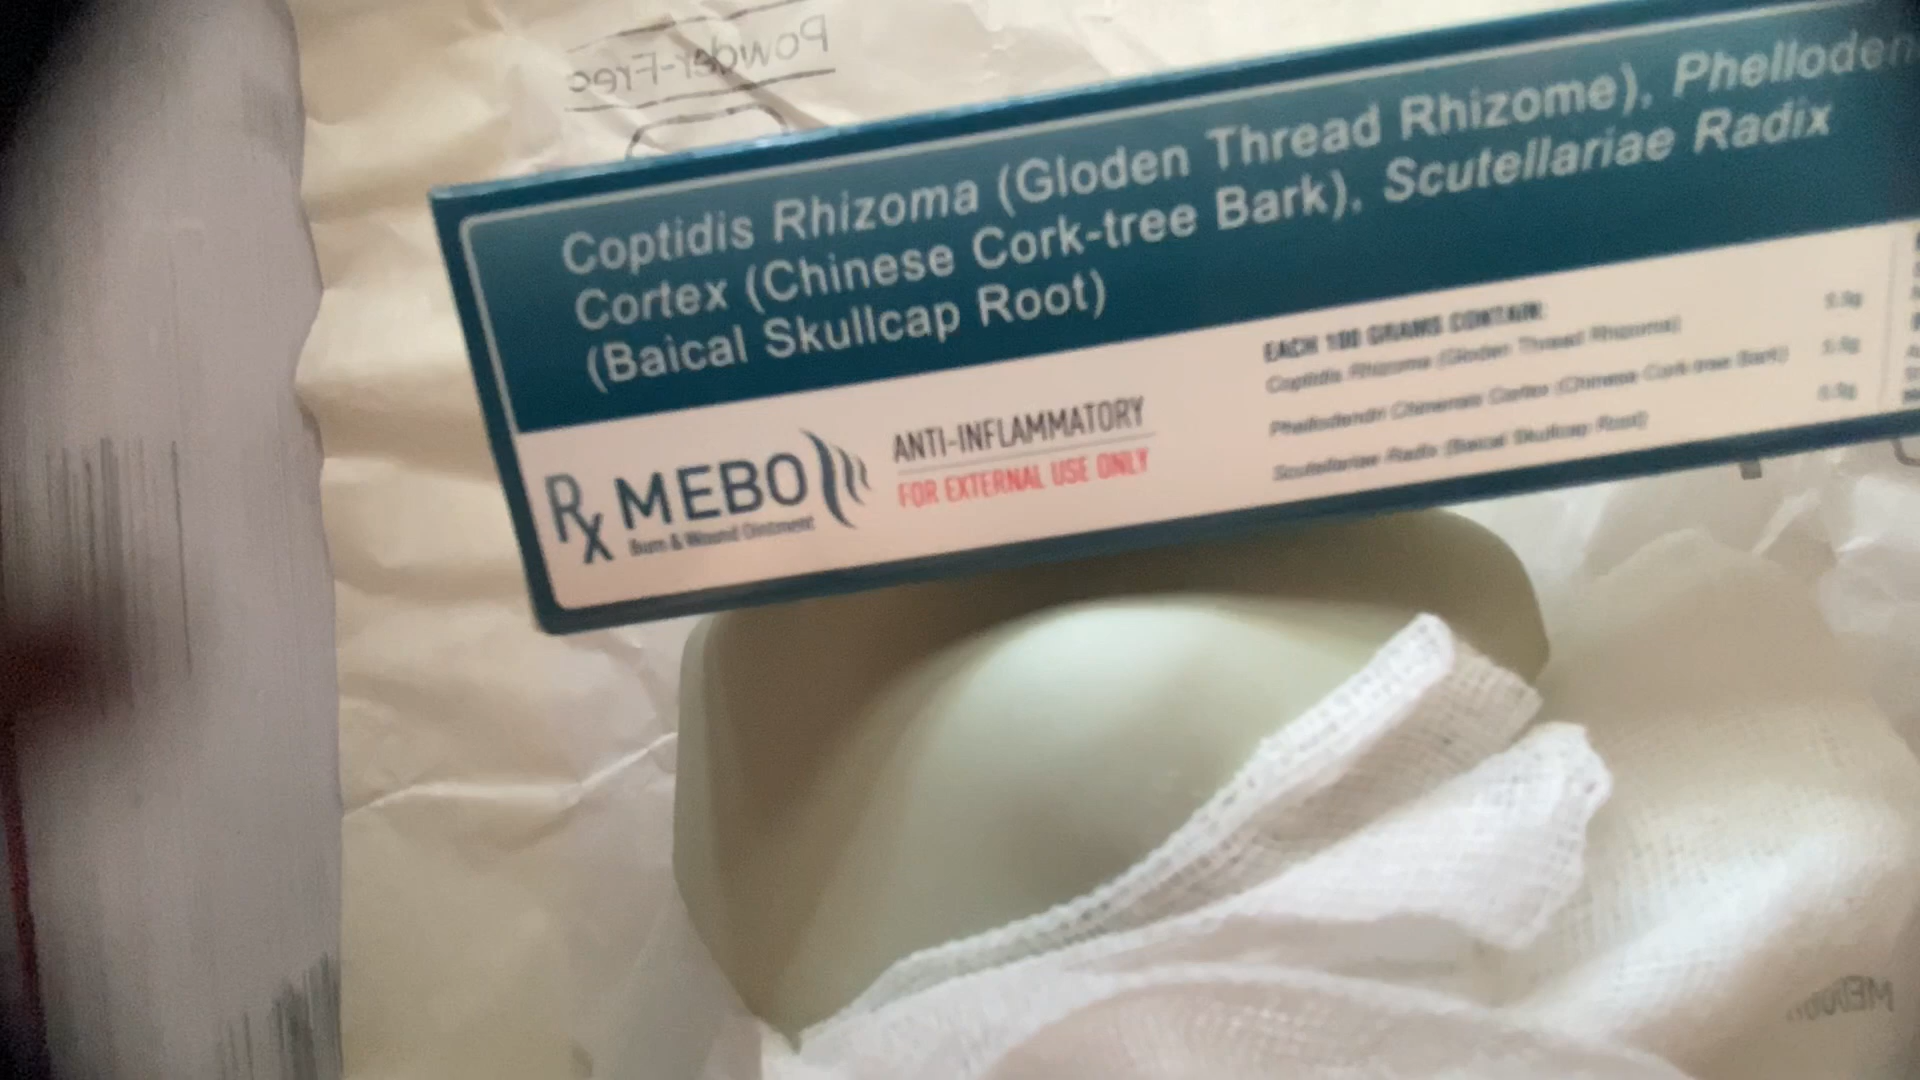 Powder-Free
Coptidis Rhizoma (Gloden Thread Rhizome), Phelloden
Cortex (Chinese Cork-tree Bark), Scutellariae Radix
(Baical Skullcap Root)
Rx MEBO
Burn & Wound Ointment
ANTI-INFLAMMATORY
FOR EXTERNAL USE ONLY
EACH 100 GRAMS CONTAIN:
Coptidis Rhizoma (Gloden Thread Rhizome)
Phellodendri Chinensis Cortex (Chinese Cork-tree Bark)
Scutellariae Radix (Baical Skullcap Root)